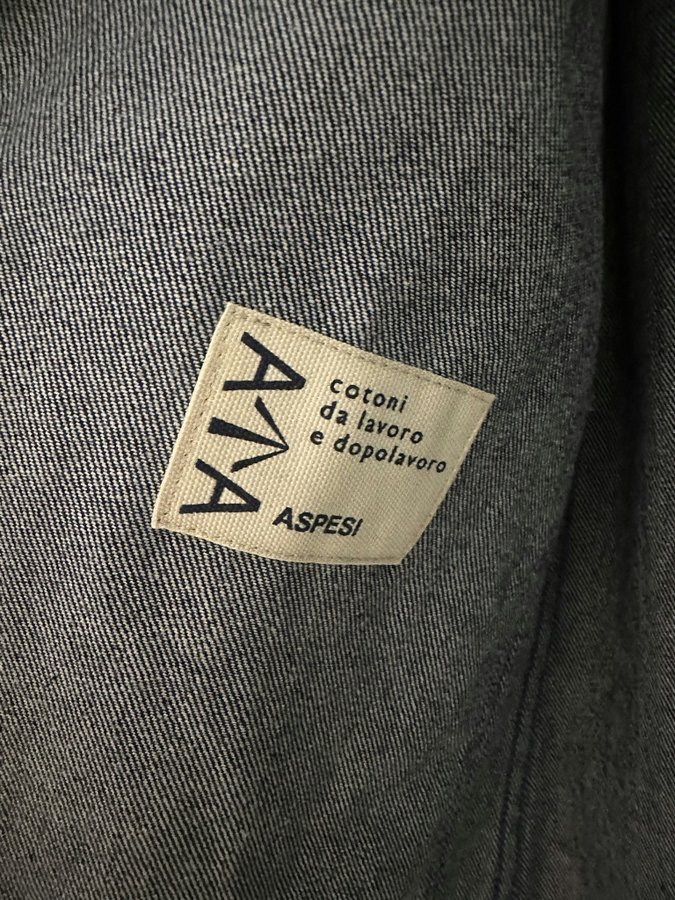 cotoni
da lavoro
e dopolavoro
ASPESI